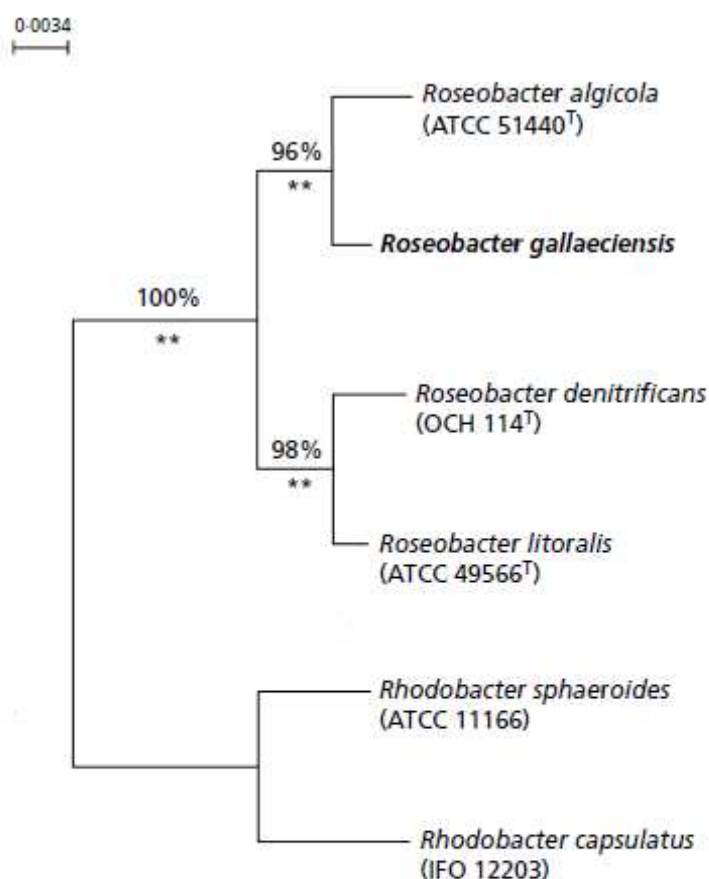 0·0034
Roseobacter algicola
(ATCC 51440T)
96%
**
Roseobacter gallaeciensis
100%
**
Roseobacter denitrificans
(OCH 114T)
98%
**
Roseobacter litoralis
(ATCC 49566T)
Rhodobacter sphaeroides
(ATCC 11166)
Rhodobacter capsulatus
(IFO 12203)